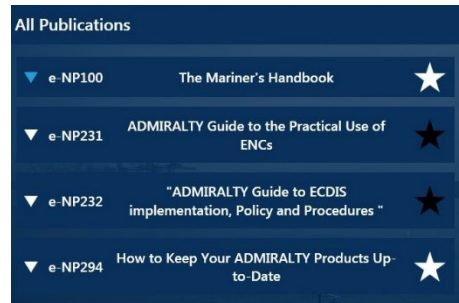 All Publications
e-NP100 The Mariner's Handbook
e-NP231 ADMIRALTY Guide to the Practical Use of
ENCs
e-NP232 "ADMIRALTY Guide to ECDIS
implementation, Policy and Procedures "
e-NP294 How to Keep Your ADMIRALTY Products Up-
to-Date